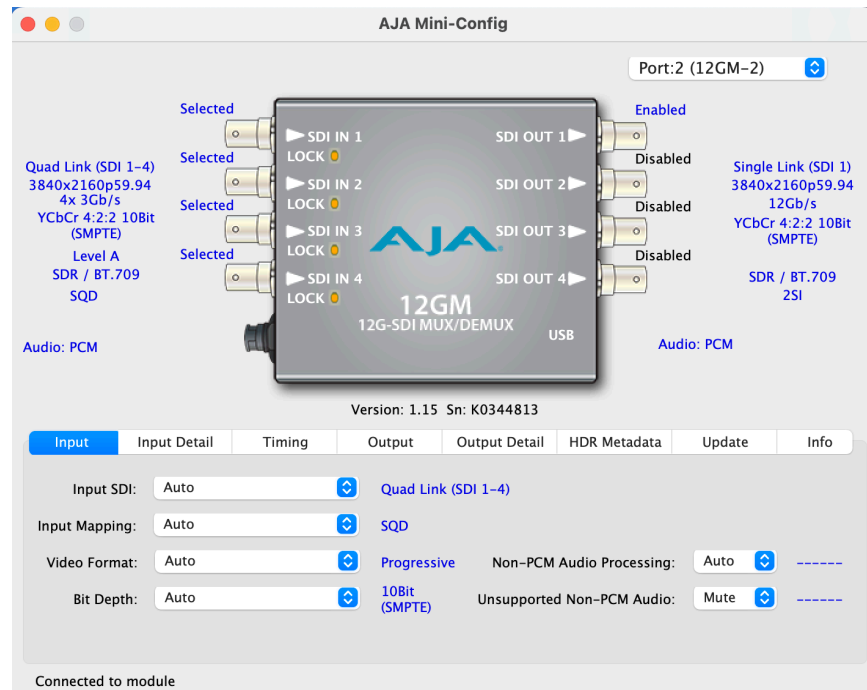 AJA Mini-Config
Port:2 (12GM-2)
Selected
Selected
Selected
Selected
Quad Link (SDI 1-4)
3840x2160p59.94
4x 3Gb/s
YCbCr 4:2:2 10Bit
(SMPTE)
Level A
SDR / BT.709
SQD
Audio: PCM
SDI IN 1
LOCK
SDI IN 2
LOCK
SDI IN 3
LOCK
SDI IN 4
LOCK
SDI OUT 1
SDI OUT 2
SDI OUT 3
SDI OUT 4
AJA
12GM
12G-SDI MUX/DEMUX
USB
Enabled
Disabled
Disabled
Disabled
Single Link (SDI 1)
3840x2160p59.94
12Gb/s
YCbCr 4:2:2 10Bit
(SMPTE)
SDR / BT.709
2SI
Audio: PCM
Version: 1.15 Sn: K0344813
Input Input Detail Timing Output Output Detail HDR Metadata Update Info
Input SDI: Auto Quad Link (SDI 1-4)
Input Mapping: Auto SQD
Video Format: Auto Progressive Non-PCM Audio Processing: Auto ------
Bit Depth: Auto 10Bit
(SMPTE) Unsupported Non-PCM Audio: Mute ------
Connected to module